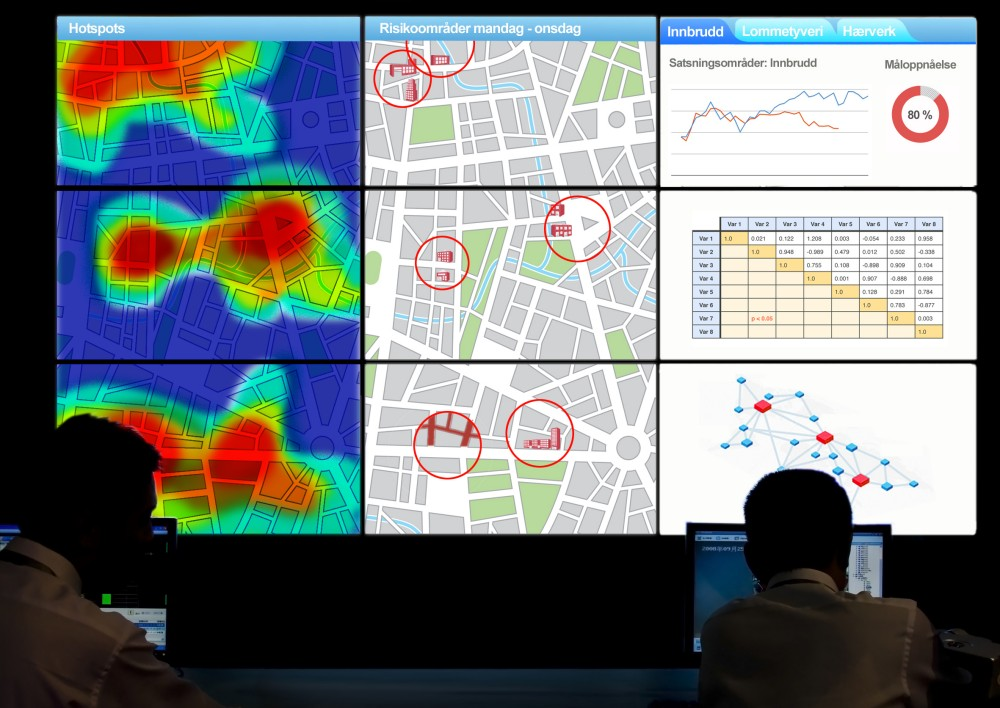 Hotspots
Risikoområder mandag - onsdag
Innbrudd Lommetyveri Hærverk
Satsningsområder: Innbrudd
Måloppnåelse
80 %
Var 1 Var 2 Var 3 Var 4 Var 5 Var 6 Var 7 Var 8
Var 1 1.0 0.021 0.122 1.208 0.003 -0.054 0.233 0.958
Var 2 1.0 0.946 -0.989 0.479 0.012 0.502 -0.338
Var 3 1.0 0.755 0.108 -0.898 0.909 0.104
Var 4 1.0 0.001 0.907 -0.888 0.698
Var 5 1.0 0.128 0.291 0.784
Var 6 1.0 0.783 -0.877
Var 7 p < 0.05 1.0 0.003
Var 8 1.0